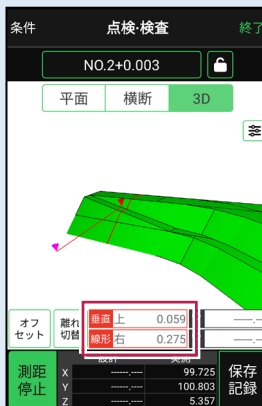 条件 点検·検査 終了
NO.2+0.003
平面 横断 3D
オフセット 離れ切替 垂直 上 0.059 ------.---
線形 右 0.275 ------.---
設計 実測
測距停止 X ------.---- 99.725 保存記録
Y ------.---- 100.803
Z ------.---- 5.357